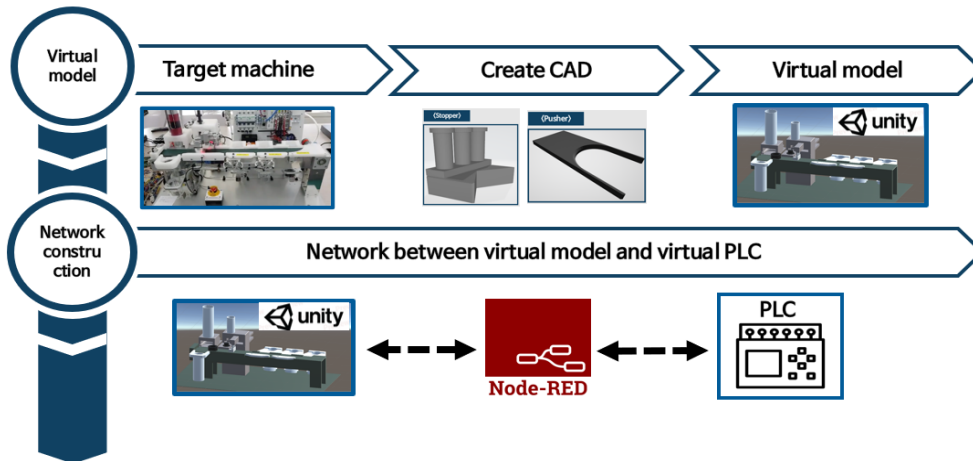 Virtual
model
Target machine
Create CAD
Virtual model
(Stopper)
(Pusher)
unity
Network
constru
ction
Network between virtual model and virtual PLC
unity
Node-RED
PLC